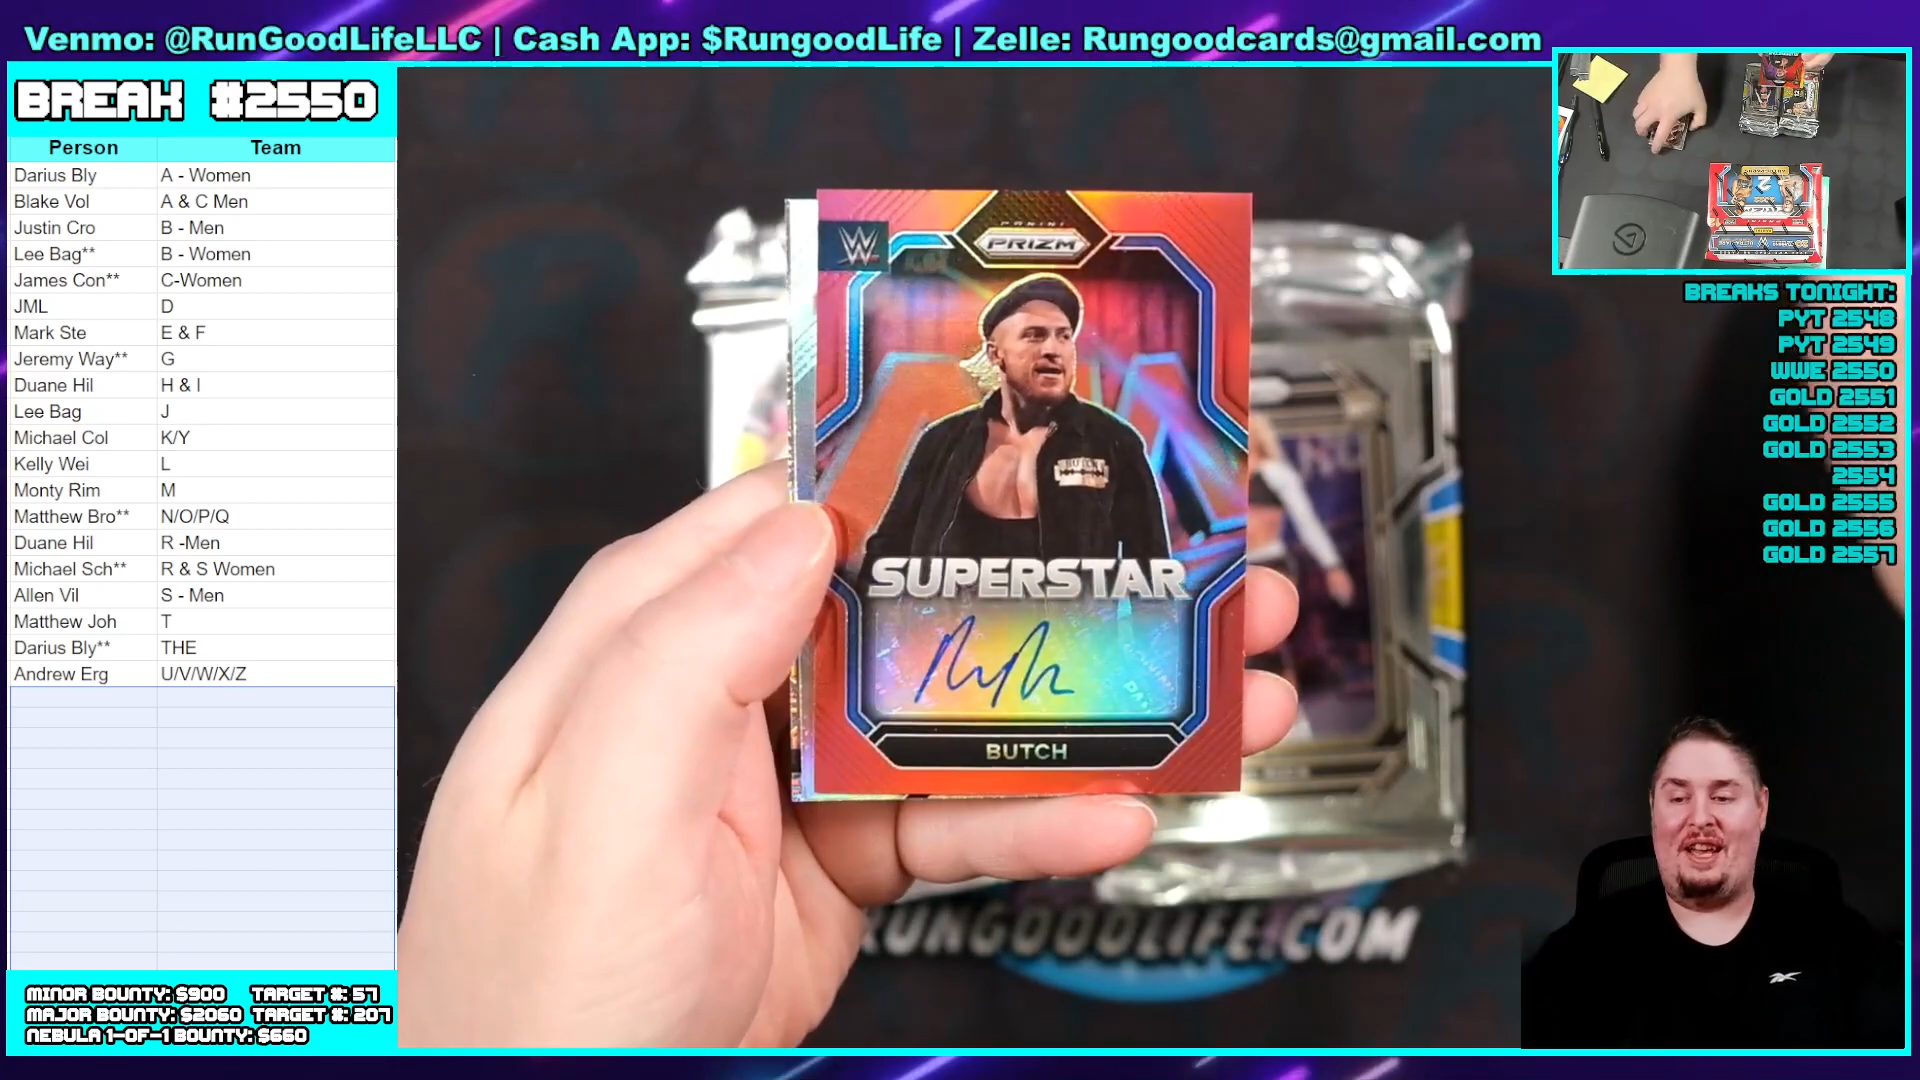 Venmo: @RunGoodLifeLLC | Cash App: $RungoodLife | Zelle: Rungoodcards@gmail.com
BREAK #2550
Person Team
Darius Bly A - Women
Blake Vol A & C Men
Justin Cro B - Men
Lee Bag** B - Women
James Con** C-Women
JML D
Mark Ste E & F
Jeremy Way** G
Duane Hil H & I
Lee Bag J
Michael Col K/Y
Kelly Wei L
Monty Rim M
Matthew Bro** N/O/P/Q
Duane Hil R -Men
Michael Sch** R & S Women
Allen Vil S - Men
Matthew Joh T
Darius Bly** THE
Andrew Erg U/V/W/X/Z
MINOR BOUNTY: $900 TARGET #: 57
MAJOR BOUNTY: $2060 TARGET #: 207
NEBULA 1-OF-1 BOUNTY: $660
W
PANINI
PRIZM
BUTCH
SUPERSTAR
BUTCH
RUNGOODLIFE.COM
BREAKS TONIGHT:
PYT 2548
PYT 2549
WWE 2550
GOLD 2551
GOLD 2552
GOLD 2553
2554
GOLD 2555
GOLD 2556
GOLD 2557